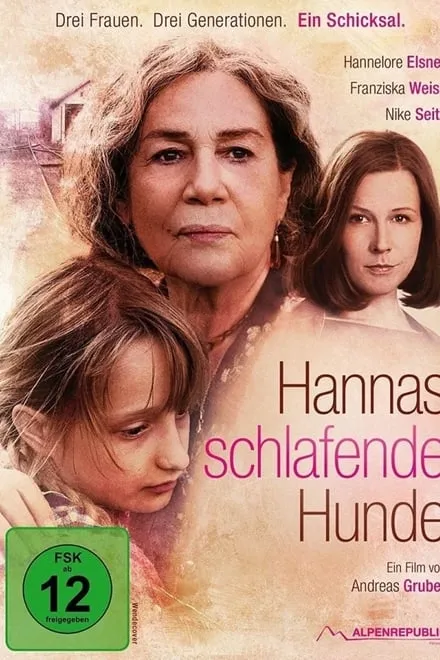 Drei Frauen. Drei Generationen. Ein Schicksal.
Hannelore Elsne
Franziska Weis
Nike Seit
Hannas
schlafende
Hunde
Ein Film vo
Andreas Grube
FSK
ab
12
freigegeben
Wendecover
ALPENREPUBLI